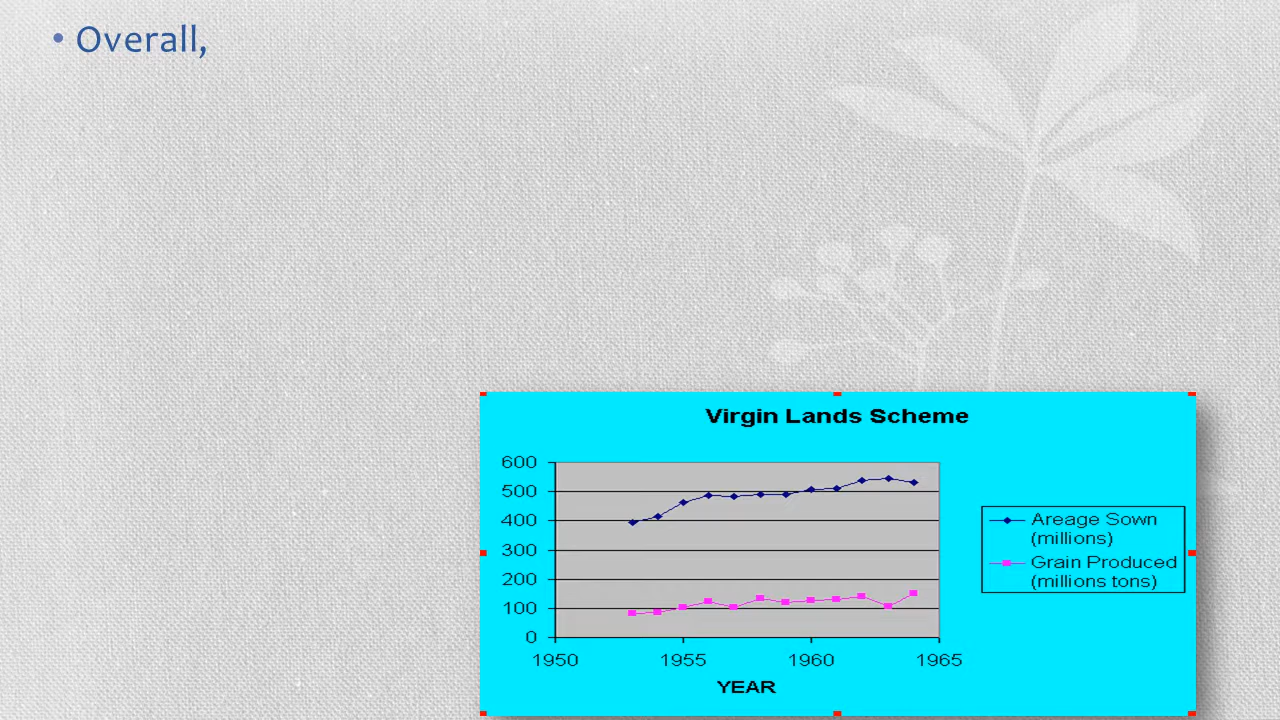 • Overall,
Virgin Lands Scheme
600
500
400
300
200
100
0
1950 1955 1960 1965
YEAR
Areage Sown
(millions)
Grain Produced
(millions tons)